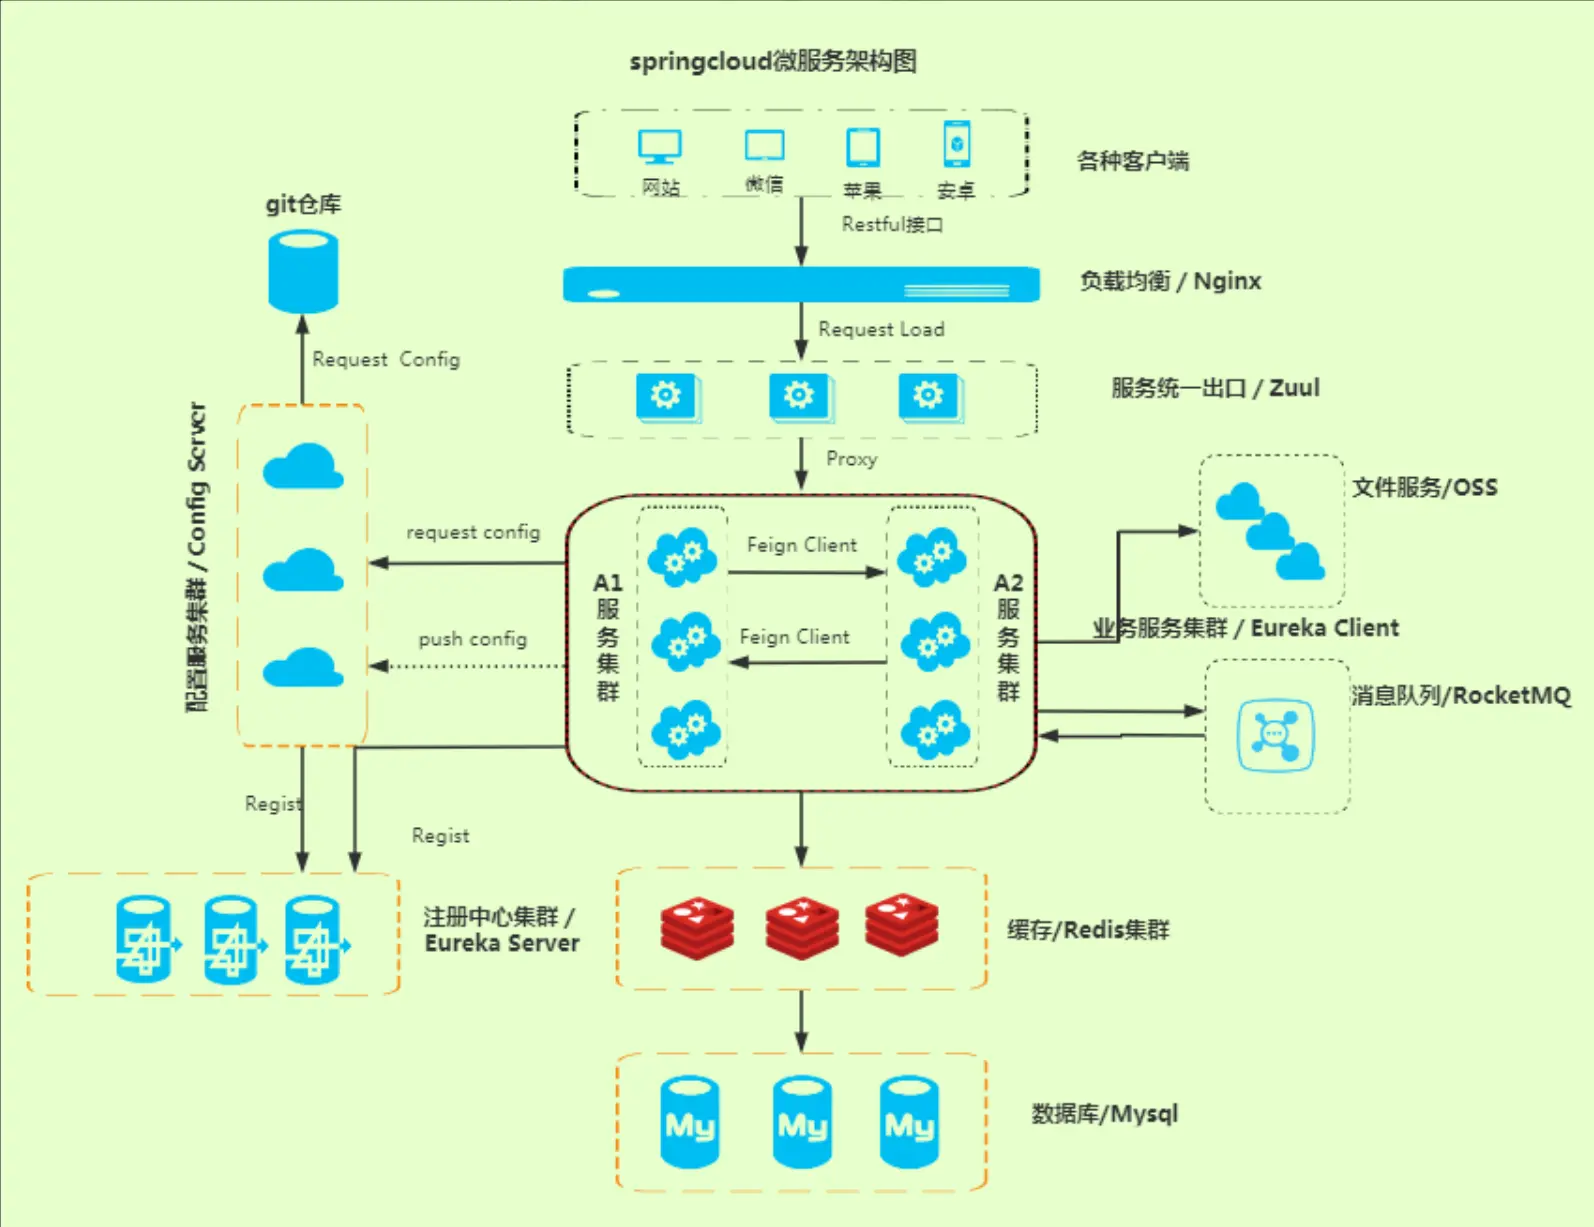 springcloud微服务架构图
网站
微信
苹果
安卓
各种客户端
Restful接口
git仓库
负载均衡 / Nginx
Request Load
Request Config
服务统一出口 / Zuul
Proxy
配置服务集群 / Config Server
request config
push config
A1
服
务
集
群
Feign Client
Feign Client
A2
服
务
集
群
文件服务/OSS
业务服务集群 / Eureka Client
消息队列/RocketMQ
Regist
Regist
注册中心集群 /
Eureka Server
缓存/Redis集群
My
My
My
数据库/Mysql